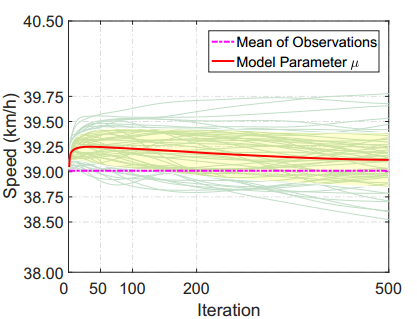 40.50
39.75
39.50
39.25
39.00
38.75
38.50
38.00
Speed (km/h)
Mean of Observations
Model Parameter μ
0 50 100 200 500
Iteration